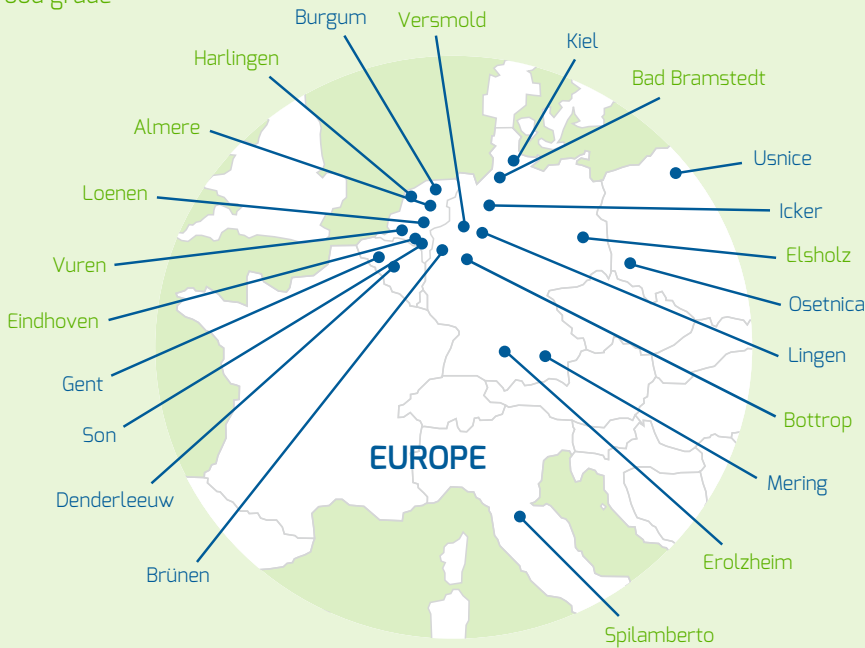 grade
Burgum
Versmold
Kiel
Harlingen
Bad Bramstedt
Almere
Usnice
Loenen
Icker
Vuren
Elsholz
Osetnica
Eindhoven
Lingen
Gent
Bottrop
Son
EUROPE
Mering
Denderleeuw
Erolzheim
Brünen
Spilamberto